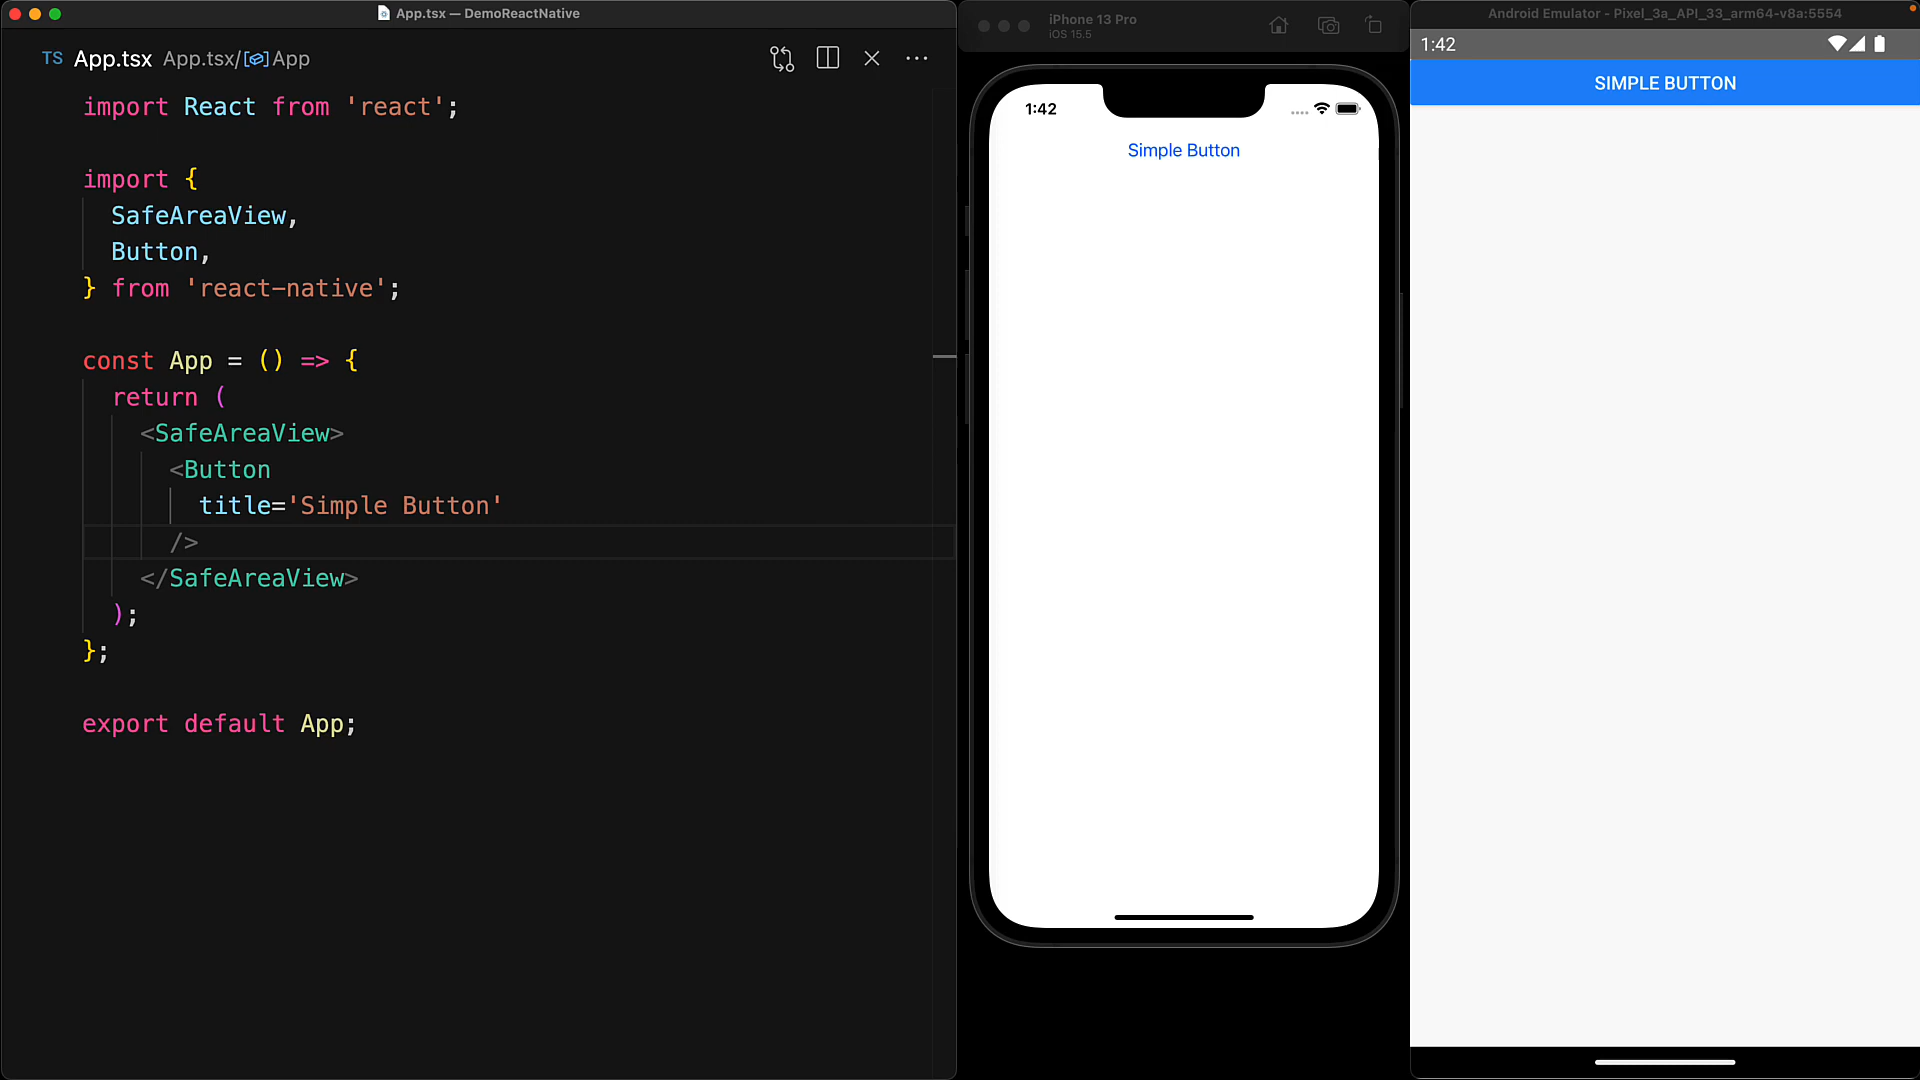 App.tsx — DemoReactNative
TS App.tsx App.tsx/App
import React from 'react';
import {
SafeAreaView,
Button,
} from 'react-native';
const App = () => {
return (
<SafeAreaView>
<Button
title='Simple Button'
/>
</SafeAreaView>
);
};
export default App;
iPhone 13 Pro
iOS 15.5
1:42
Simple Button
Android Emulator - Pixel_3a_API_33_arm64-v8a:5554
1:42
SIMPLE BUTTON